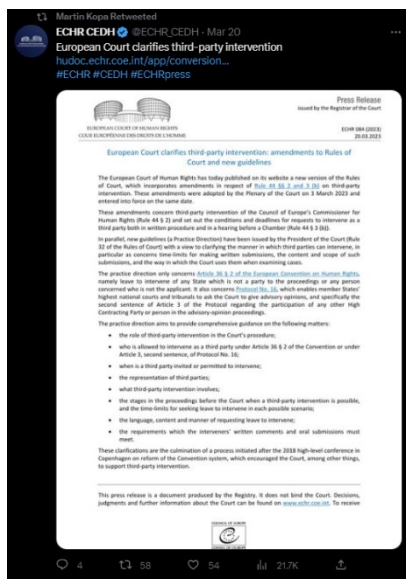 Martin Kopa Retweeted
ECHR CEDH @ECHR_CEDH · Mar 20
European Court clarifies third-party intervention
hudoc.echr.coe.int/app/conversion...
#ECHR #CEDH #ECHRpress
Press Release
issued by the Registrar of the Court
EUROPEAN COURT OF HUMAN RIGHTS
COUR EUROPÉENNE DES DROITS DE L'HOMME
ECHR 084 (2023)
20.03.2023
European Court clarifies third-party intervention: amendments to Rules of
Court and new guidelines
The European Court of Human Rights has today published on its website a new version of the Rules
of Court, which incorporates amendments in respect of Rule 44 §§ 2 and 3 (b) on third-party
intervention. These amendments were adopted by the Plenary of the Court on 3 March 2023 and
entered into force on the same date.
These amendments concern third-party intervention of the Council of Europe's Commissioner for
Human Rights (Rule 44 § 2) and set out the conditions and deadlines for requests to intervene as a
third party both in written procedure and in a hearing before a Chamber (Rule 44 § 3 (b)).
In parallel, new guidelines (a Practice Direction) have been issued by the President of the Court (Rule
32 of the Rules of Court) with a view to clarifying the manner in which third parties can intervene, in
particular as concerns time-limits for making written submissions, the content and scope of such
submissions, and the way in which the Court uses them when examining cases.
The practice direction only concerns Article 36 § 2 of the European Convention on Human Rights,
namely leave to intervene of any State which is not a party to the proceedings or any person
concerned who is not the applicant. It also concerns Protocol No. 16, which enables member States'
highest national courts and tribunals to ask the Court to give advisory opinions, and specifically the
second sentence of Article 3 of the Protocol regarding the participation of any other High
Contracting Party or person in the advisory-opinion proceedings.
The practice direction aims to provide comprehensive guidance on the following matters:
• the role of third-party intervention in the Court's procedure;
• who is allowed to intervene as a third party under Article 36 § 2 of the Convention or under
Article 3, second sentence, of Protocol No. 16;
• when is a third party invited or permitted to intervene;
• the representation of third parties;
• what third-party intervention involves;
• the stages in the proceedings before the Court when a third-party intervention is possible,
and the time-limits for seeking leave to intervene in each possible scenario;
• the language, content and manner of requesting leave to intervene;
• the requirements which the interveners' written comments and oral submissions must
meet.
These clarifications are the culmination of a process initiated after the 2018 high-level conference in
Copenhagen on reform of the Convention system, which encouraged the Court, among other things,
to support third-party intervention.
This press release is a document produced by the Registry. It does not bind the Court. Decisions,
judgments and further information about the Court can be found on www.echr.coe.int. To receive
COUNCIL OF EUROPE
4 58 54 21.7K